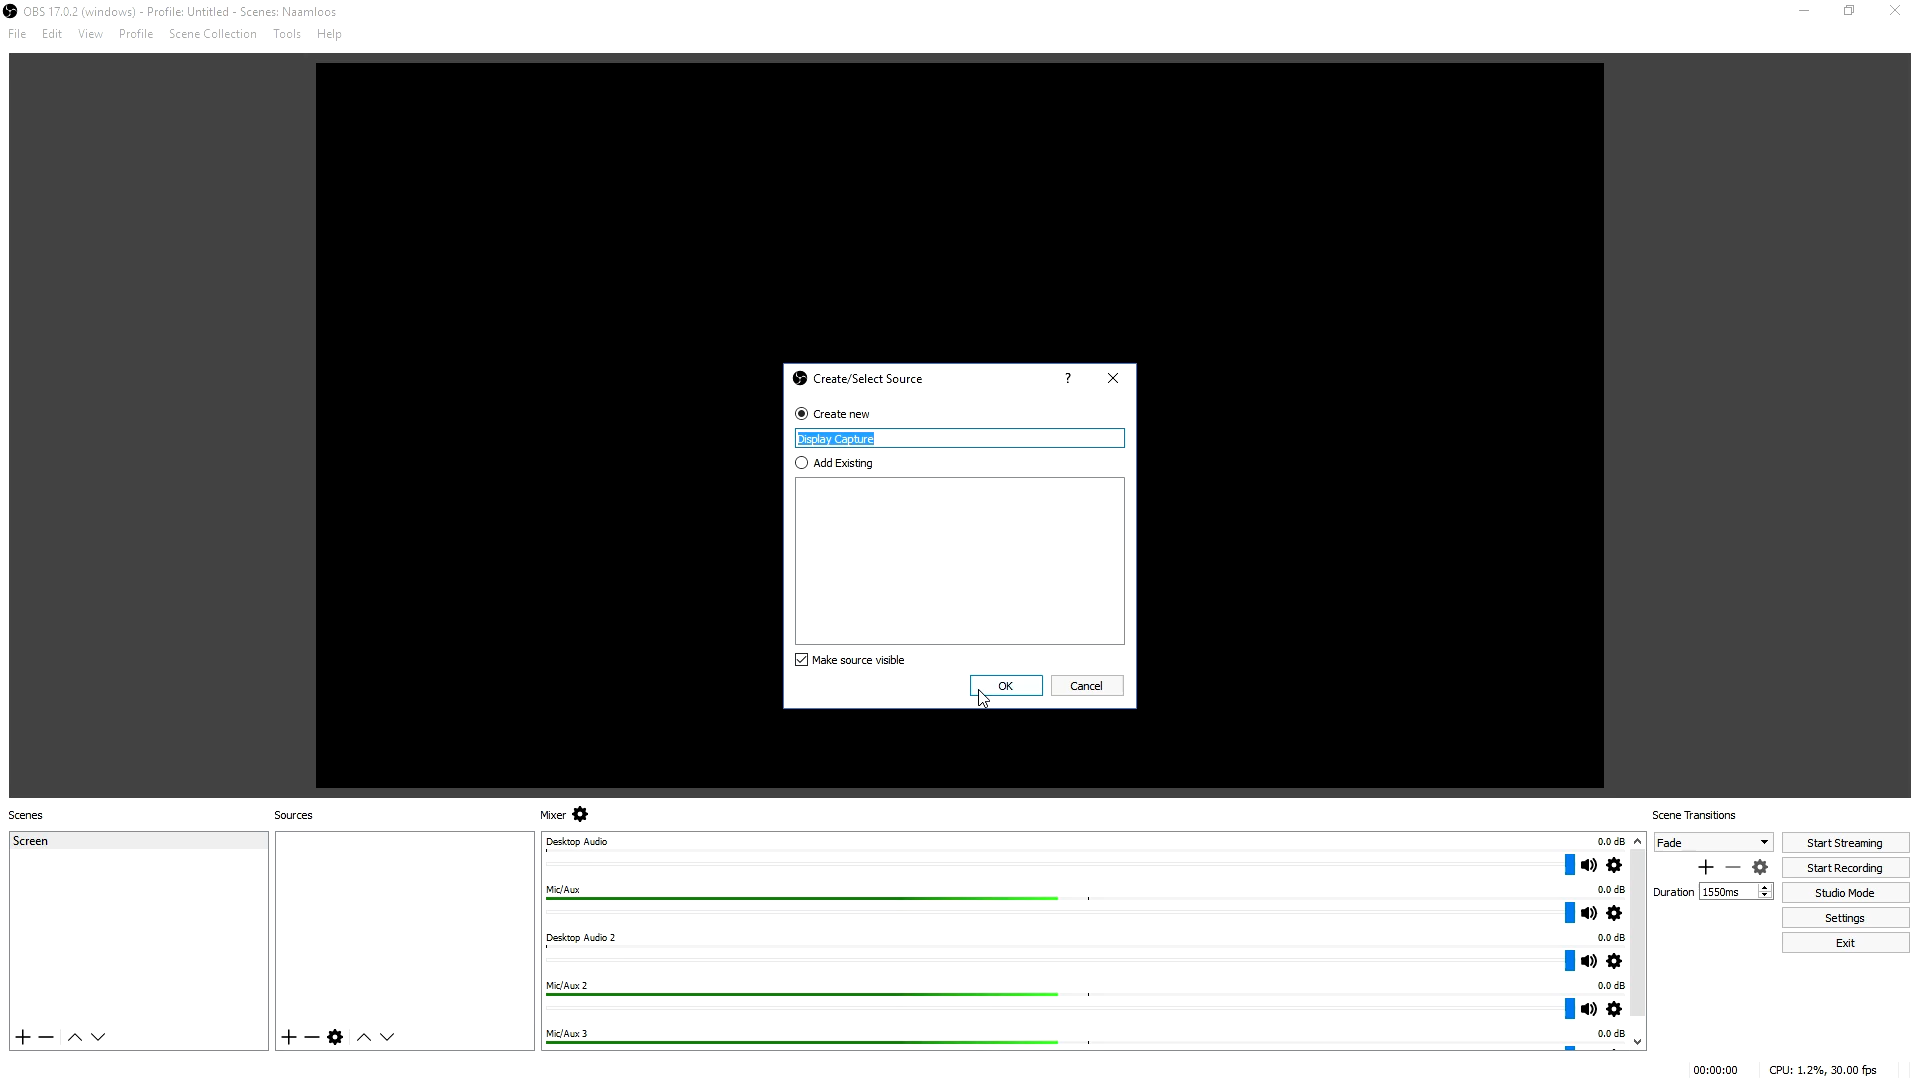 OBS 17.0.2 (windows) - Profile: Untitled - Scenes: Naamloos
File Edit View Profile Scene Collection Tools Help
Create/Select Source ?
Create new
Display Capture
Add Existing
Make source visible
OK Cancel
Scenes
Screen
Sources
Mixer
Desktop Audio 0.0 dB
Mic/Aux 0.0 dB
Desktop Audio 2 0.0 dB
Mic/Aux 2 0.0 dB
Mic/Aux 3 0.0 dB
Scene Transitions
Fade
Duration 1550ms
Start Streaming
Start Recording
Studio Mode
Settings
Exit
00:00:00 CPU: 1.2%, 30.00 fps